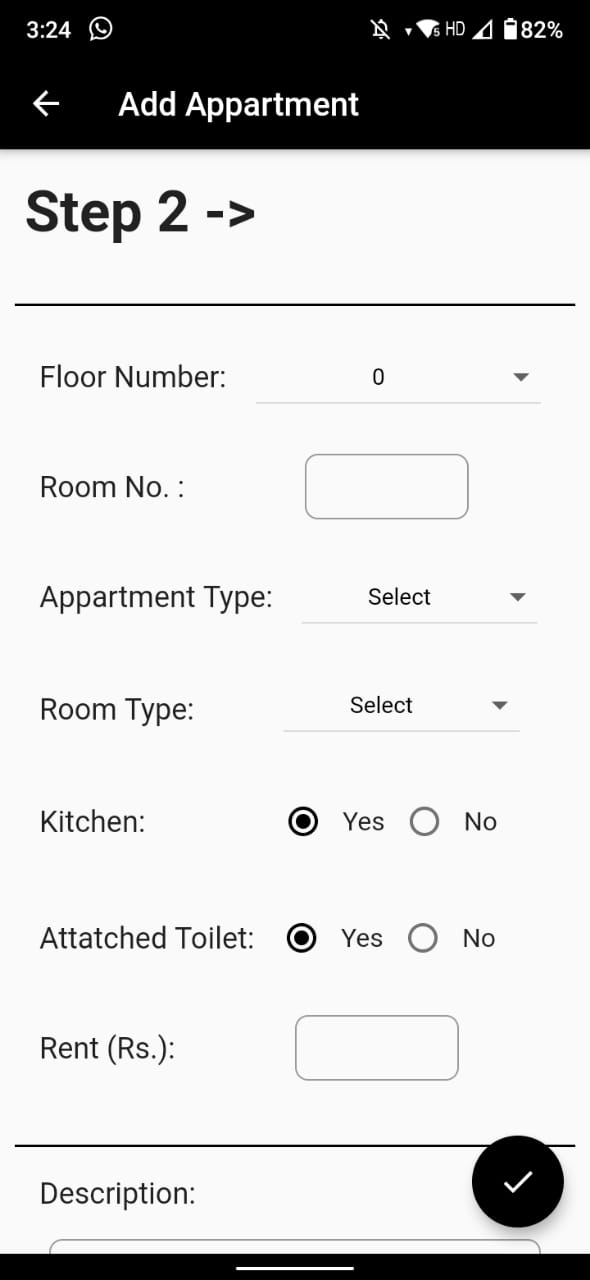 3:24 5 HD 82%
Add Appartment
Step 2 ->
Floor Number: 0
Room No. :
Appartment Type: Select
Room Type: Select
Kitchen: Yes No
Attatched Toilet: Yes No
Rent (Rs.):
Description: